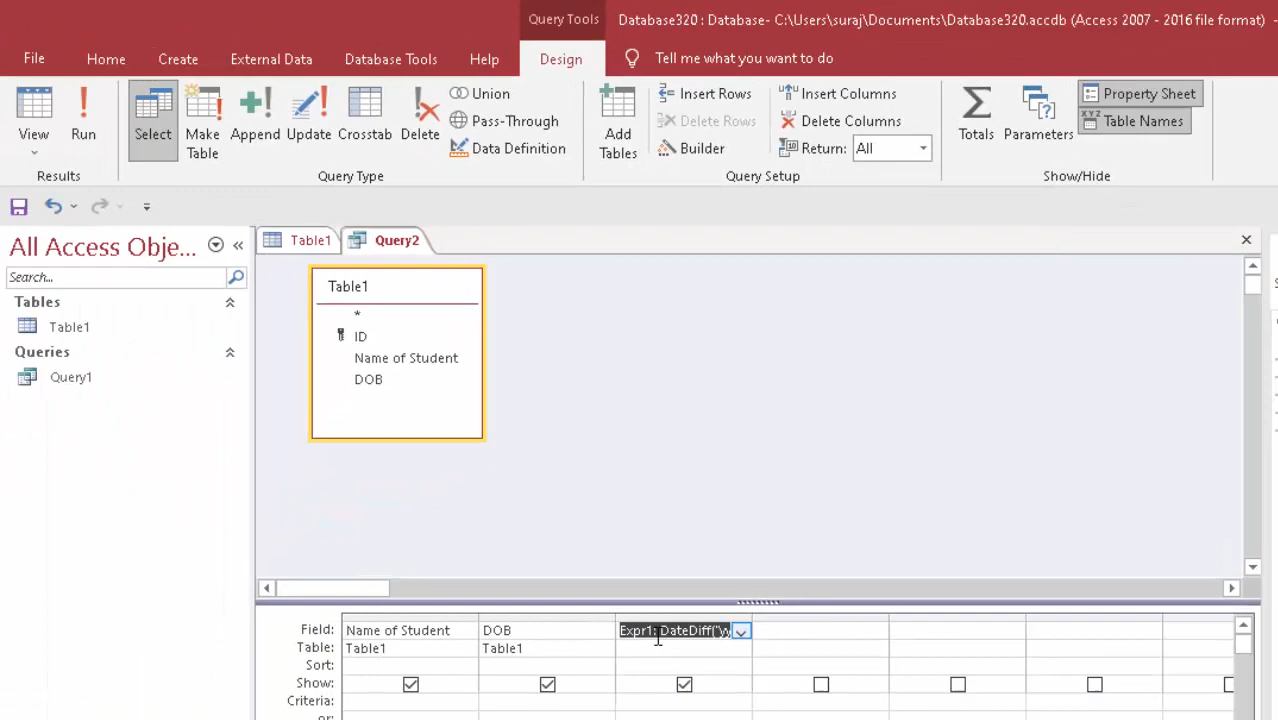 Query Tools
Database320 : Database- C:\Users\suraj\Documents\Database320.accdb (Access 2007 - 2016 file format) -
File Home Create External Data Database Tools Help Design Tell me what you want to do
View Run Select Make Table Append Update Crosstab Delete
Union
Pass-Through
Data Definition
Add Tables
Insert Rows
Delete Rows
Builder
Insert Columns
Delete Columns
Return: All
Totals Parameters
Property Sheet
XYZ Table Names
Results Query Type Query Setup Show/Hide
All Access Obje...
Search...
Tables
Table1
Queries
Query1
Table1 Query2
Table1
*
ID
Name of Student
DOB
Field: Name of Student DOB Expr1: DateDiff("y
Table: Table1 Table1
Sort:
Show:
Criteria:
or: